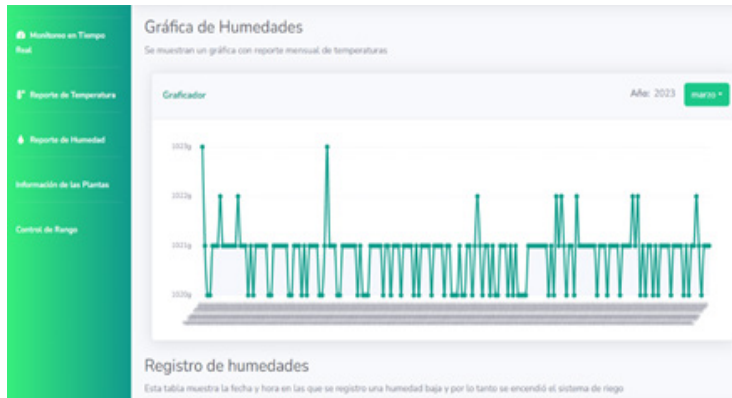 Monitoreo en Tiempo
Real
Reporte de Temperatura
Reporte de Humedad
Información de las Plantas
Control de Rango
Gráfica de Humedades
Se muestran un gráfica con reporte mensual de temperaturas
Graficador
Año: 2023 marzo
1023g
1022g
1021g
1020g
Registro de humedades
Esta tabla muestra la fecha y hora en las que se registro una humedad baja y por lo tanto se encendió el sistema de riego